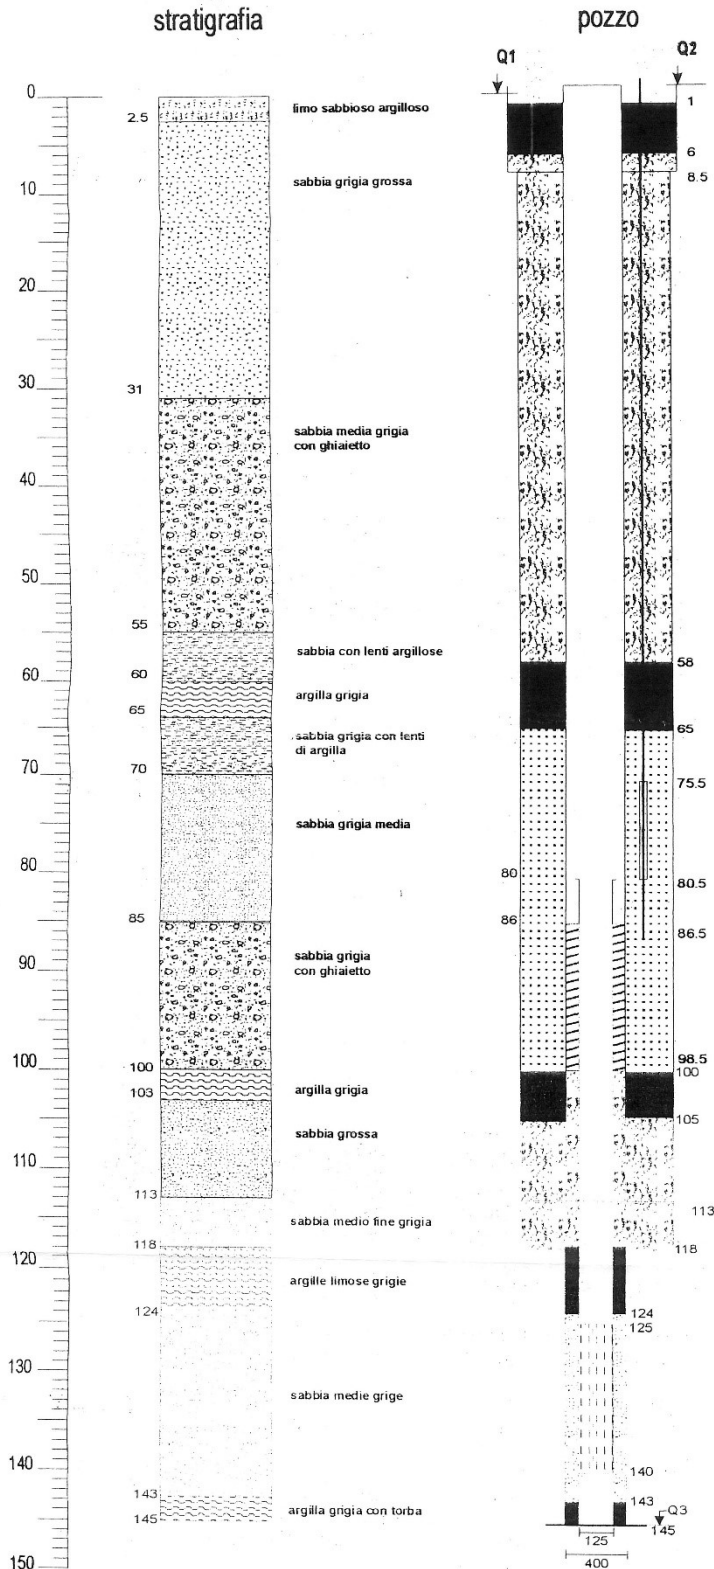 stratigrafia
pozzo
Q1
Q2
0
10
20
30
40
50
60
70
80
90
100
110
120
130
140
150
2.5
31
55
60
65
70
85
100
103
113
118
124
143
145
limo sabbioso argilloso
sabbia grigia grossa
sabbia media grigia
con ghiaietto
sabbia con lenti argillose
argilla grigia
sabbia grigia con lenti
di argilla
sabbia grigia media
sabbia grigia
con ghiaietto
argilla grigia
sabbia grossa
sabbia medio fine grigia
argille limose grigie
sabbia medie grige
argilla grigia con torba
80
86
1
6
8.5
58
65
75.5
80.5
86.5
98.5
100
105
113
118
124
125
140
143
Q3
145
125
400